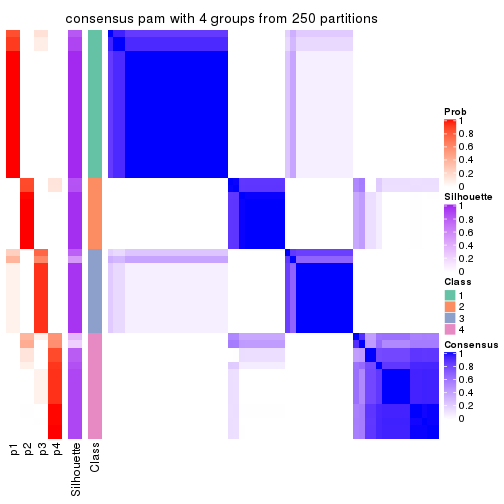 consensus pam with 4 groups from 250 partitions
Prob
1
0.8
0.6
0.4
0.2
0
Silhouette
1
0.8
0.6
0.4
0.2
0
Class
1
2
3
4
Consensus
1
0.8
0.6
0.4
0.2
0
p1
p2
p3
p4
Silhouette
Class